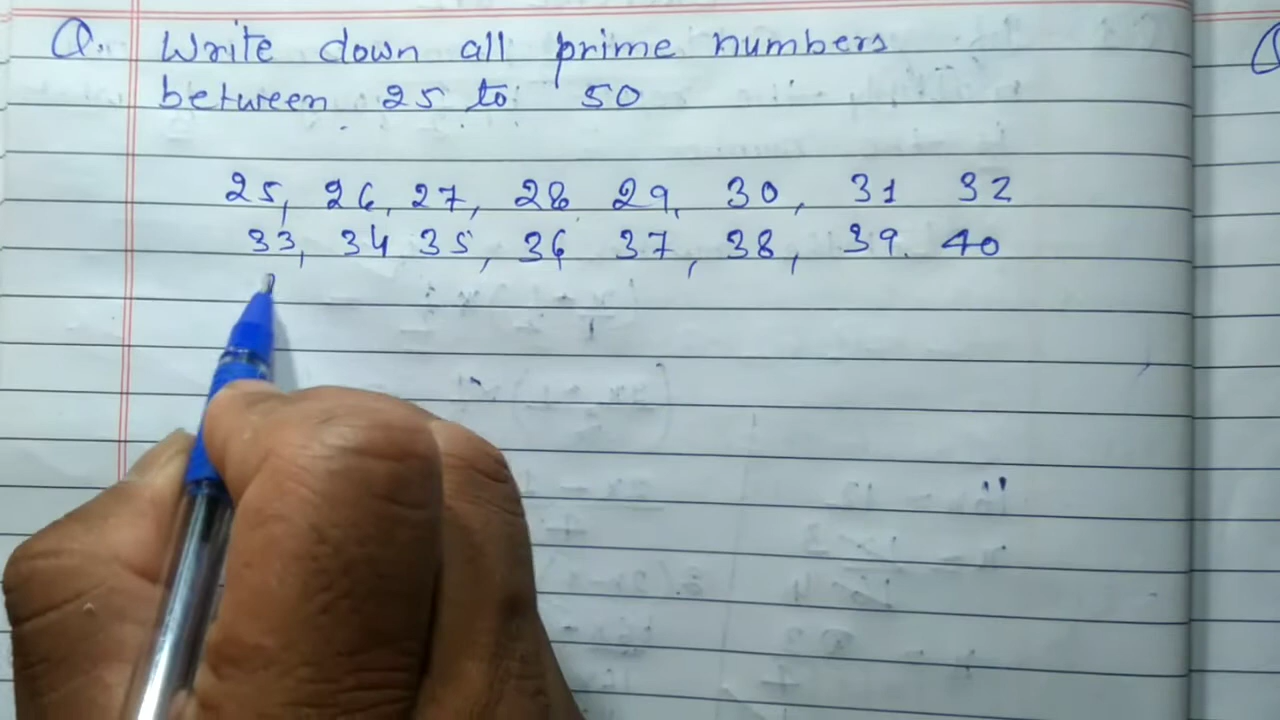 Q. Write down all prime numbers
between 25 to 50
25, 26, 27, 28 29, 30, 31 32
33, 34 35, 36 37, 38, 39. 40